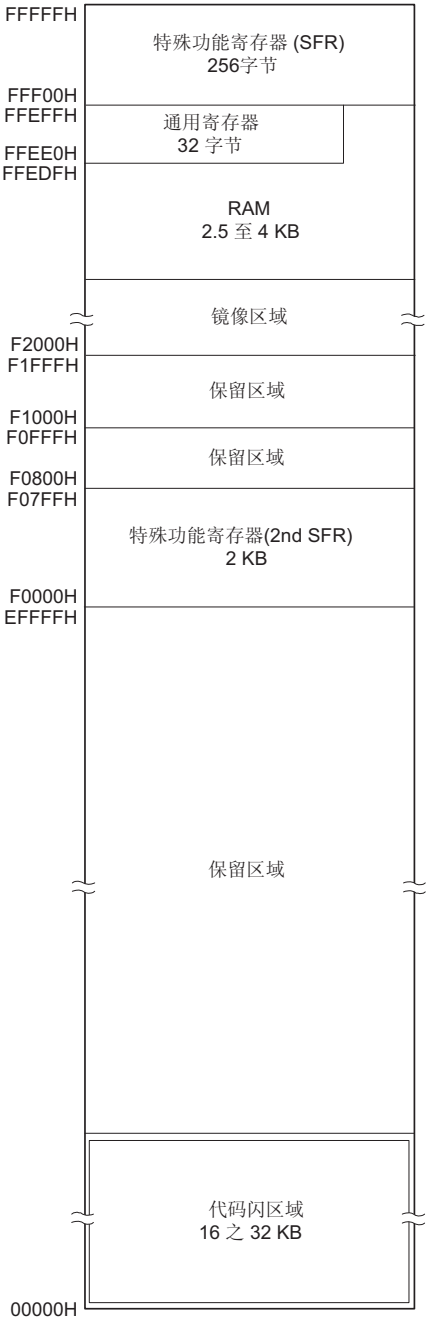 FFFFFH
特殊功能寄存器 (SFR)
256字节
FFF00H
FFEFFH
通用寄存器
32 字节
FFEE0H
FFEDFH
RAM
2.5 至 4 KB
镜像区域
F2000H
F1FFFH
保留区域
F1000H
F0FFFH
保留区域
F0800H
F07FFH
特殊功能寄存器(2nd SFR)
2 KB
F0000H
EFFFFH
保留区域
代码闪区域
16 之 32 KB
00000H